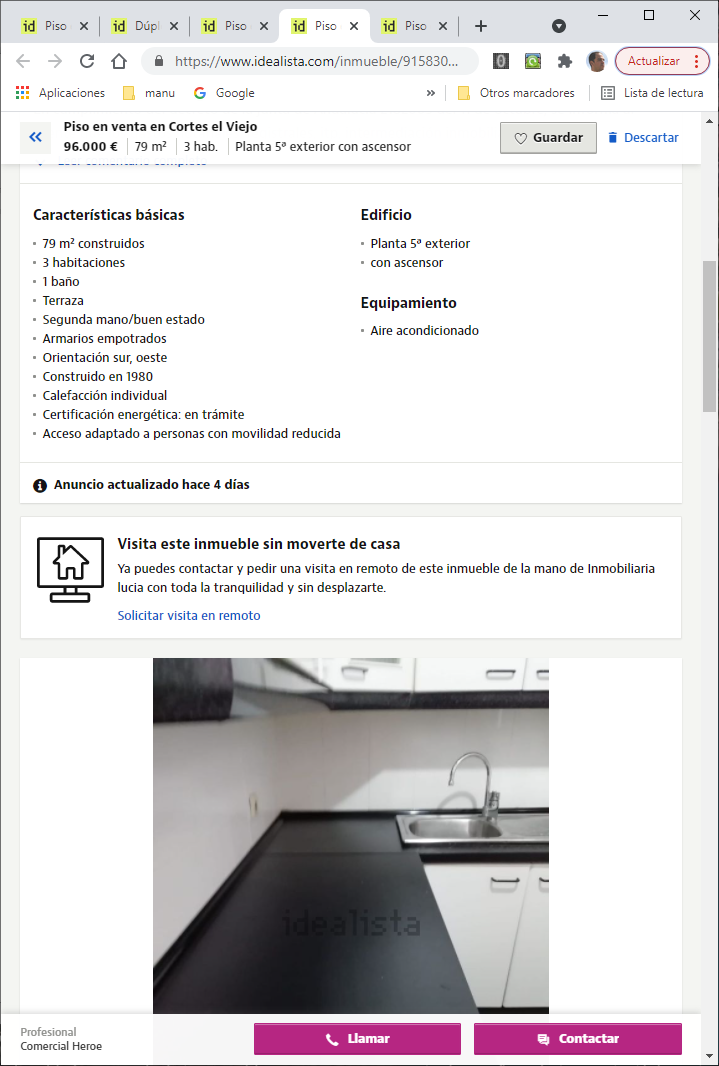 Piso
Dúpl
Piso
Piso
Piso
https://www.idealista.com/inmueble/915830...
Actualizar
Aplicaciones
manu
Google
»
Otros marcadores
Lista de lectura
Piso en venta en Cortes el Viejo
96.000 € 79 m² 3 hab. Planta 5ª exterior con ascensor
Guardar
Descartar
Leer comentario completo
Características básicas
79 m² construidos
3 habitaciones
1 baño
Terraza
Segunda mano/buen estado
Armarios empotrados
Orientación sur, oeste
Construido en 1980
Calefacción individual
Certificación energética: en trámite
Acceso adaptado a personas con movilidad reducida
Edificio
Planta 5ª exterior
con ascensor
Equipamiento
Aire acondicionado
Anuncio actualizado hace 4 días
Visita este inmueble sin moverte de casa
Ya puedes contactar y pedir una visita en remoto de este inmueble de la mano de Inmobiliaria
lucia con toda la tranquilidad y sin desplazarte.
Solicitar visita en remoto
idealista
Profesional
Comercial Heroe
Llamar
Contactar